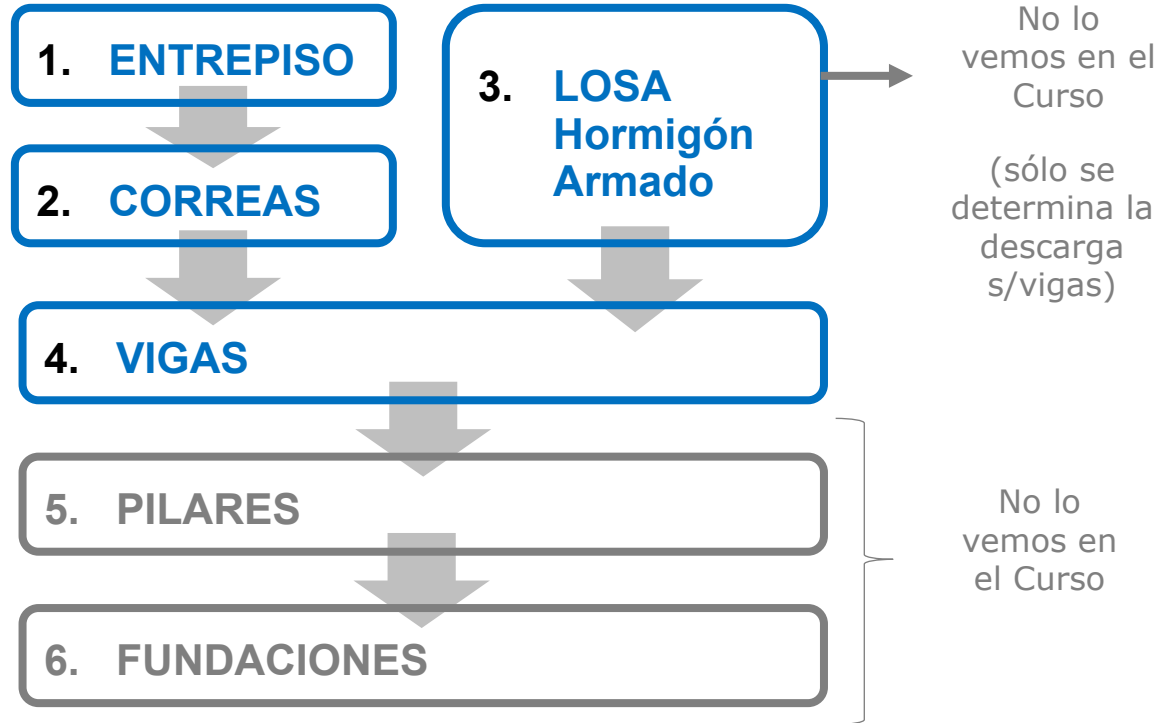 1. ENTREPISO
2. CORREAS
3. LOSA
Hormigón
Armado
No lo
vemos en el
Curso
(sólo se
determina la
descarga
s/vigas)
4. VIGAS
5. PILARES
6. FUNDACIONES
No lo
vemos en
el Curso